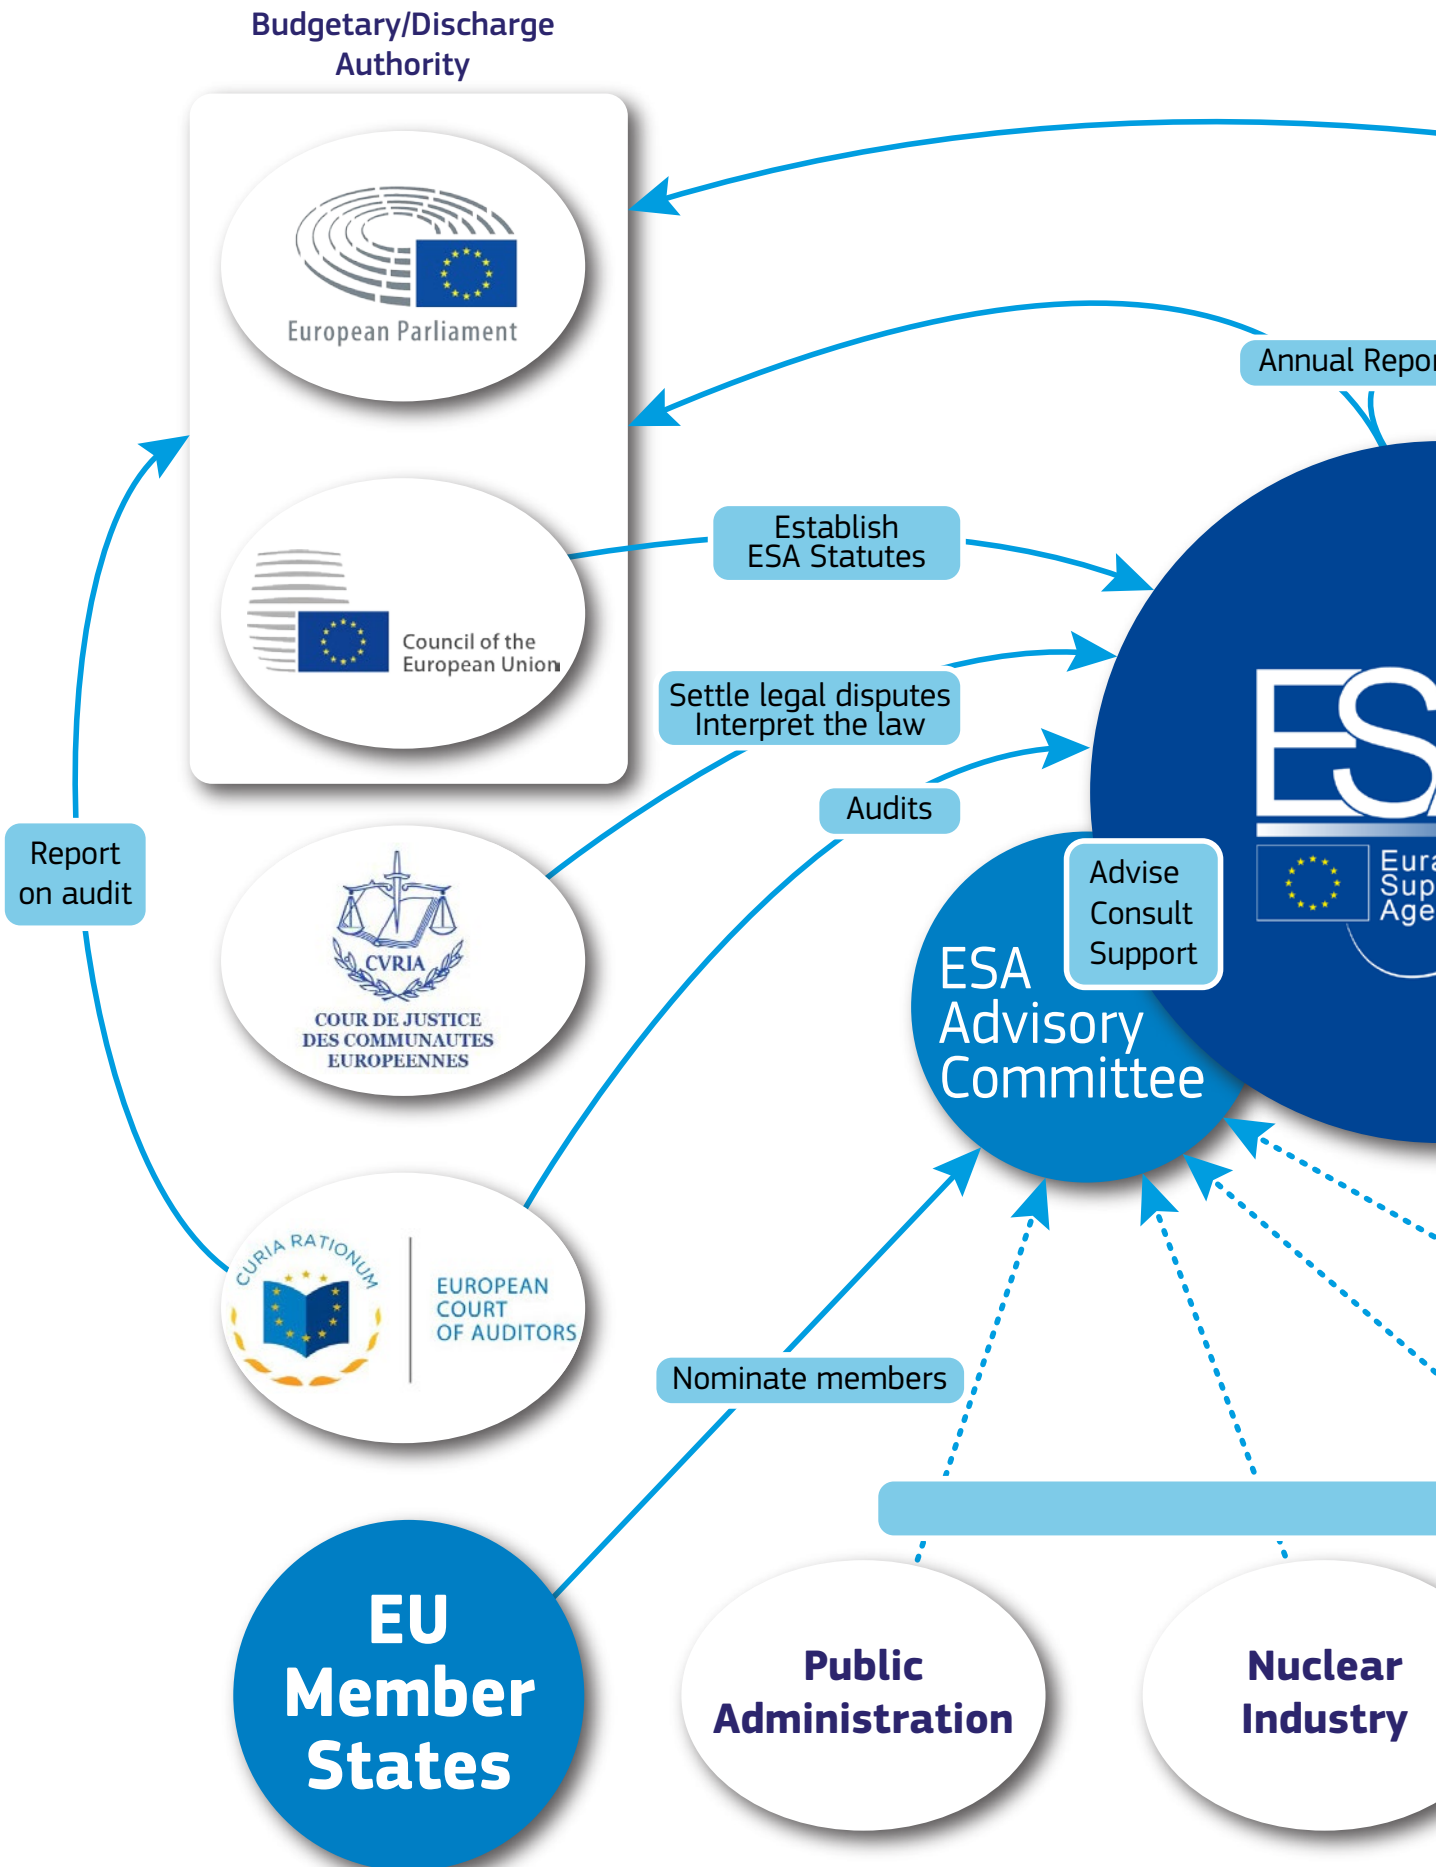 Budgetary/Discharge
Authority
European Parliament
Annual Repor
Establish
ESA Statutes
Council of the
European Union
Settle legal disputes
Interpret the law
Audits
Report
on audit
Advise
Consult
Support
ESA
Eura
Sup
Age
ESA
Advisory
Committee
CVRIA
COUR DE JUSTICE
DES COMMUNAUTES
EUROPEENNES
CURIA RATIONUM
EUROPEAN
COURT
OF AUDITORS
Nominate members
EU
Member
States
Public
Administration
Nuclear
Industry